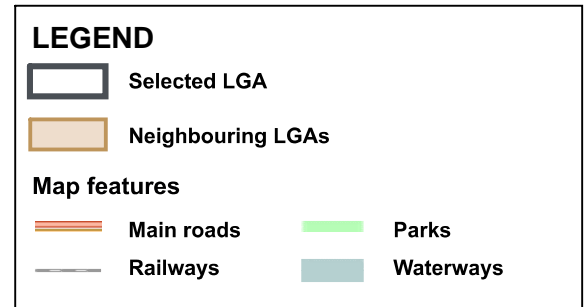 LEGEND
Selected LGA
Neighbouring LGAs
Map features
Main roads
Parks
Railways
Waterways